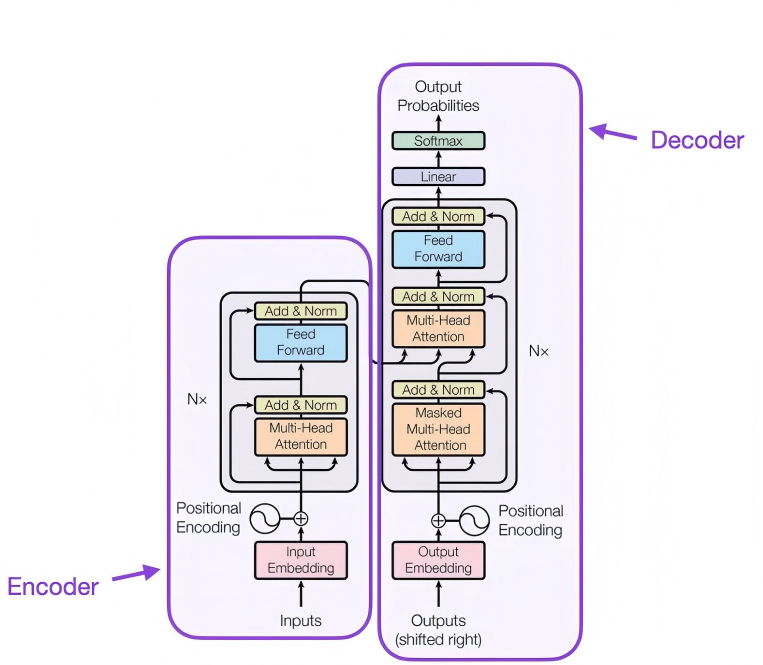 Output
Probabilities
Softmax
Linear
Add & Norm
Feed
Forward
Add & Norm
Multi-Head
Attention
Nx
Add & Norm
Masked
Multi-Head
Attention
Positional
Encoding
Output
Embedding
Outputs
(shifted right)
Decoder
Add & Norm
Feed
Forward
Nx
Add & Norm
Multi-Head
Attention
Positional
Encoding
Input
Embedding
Inputs
Encoder